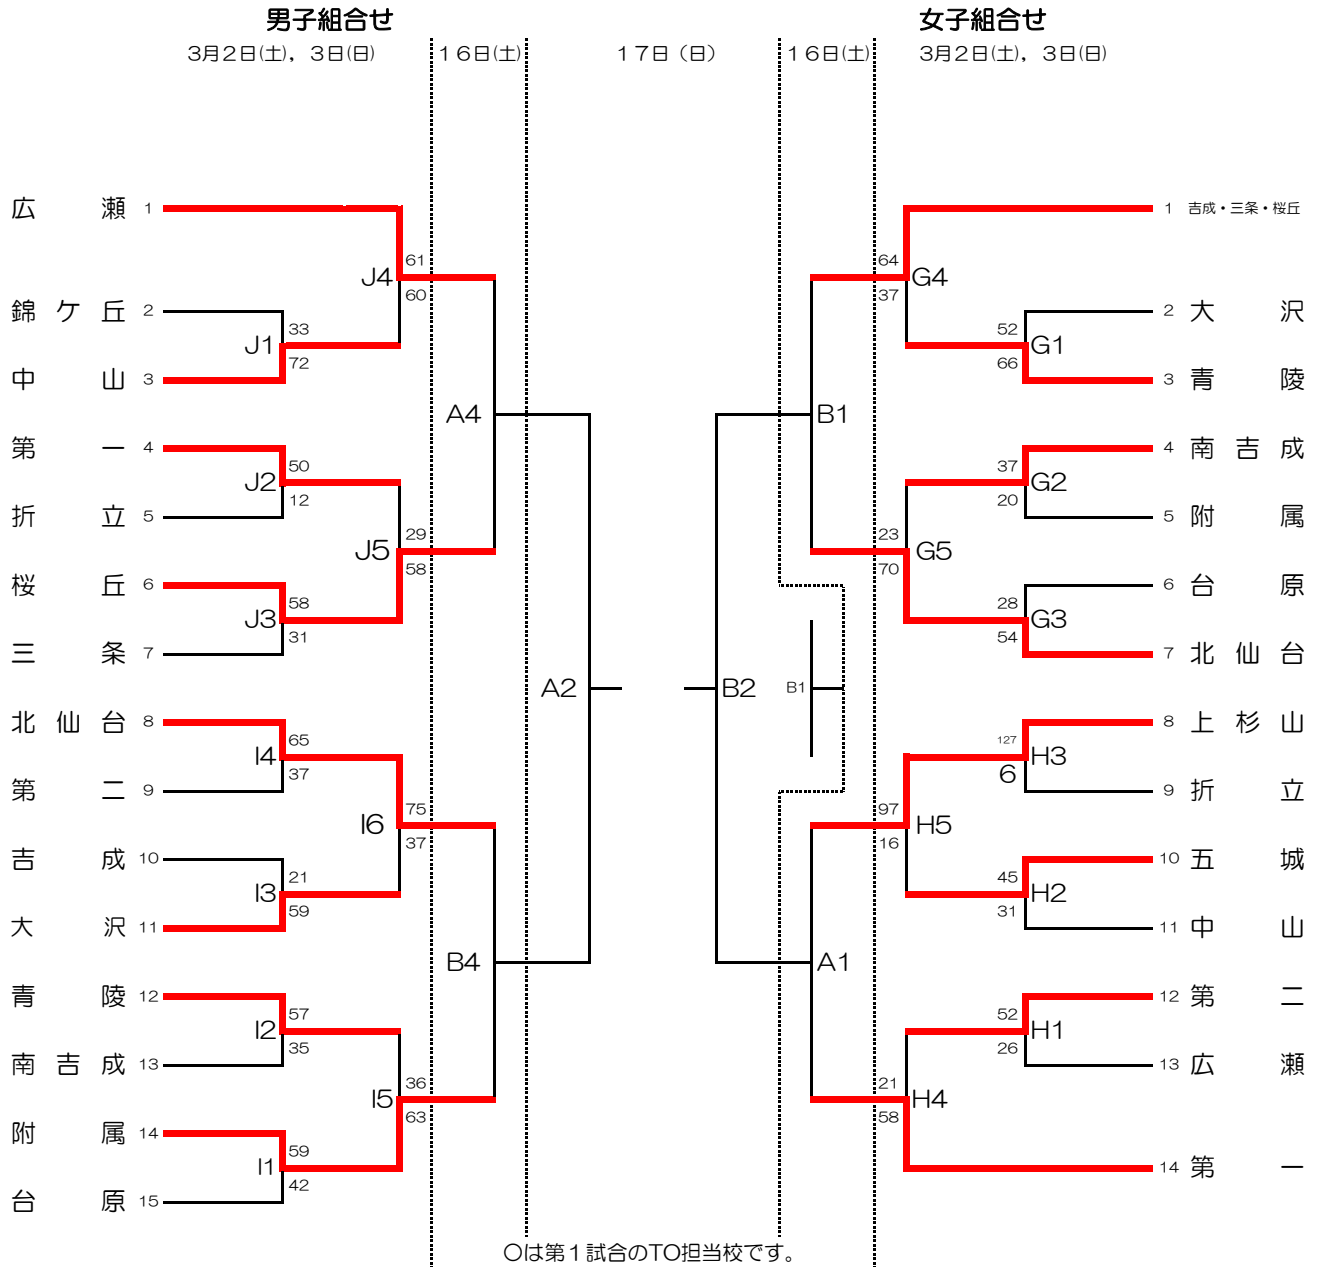 男子組合せ 女子組合せ
3月2日(土)，3日(日) 16日(土) 17日（日） 16日(土) 3月2日(土)，3日(日)
広瀬 1 1 吉成・三条・桜丘
61 64
J4 G4
60 37
錦ケ丘 2 2 大沢
33 52
J1 G1
72 66
中山 3 3 青陵
A4 B1
第一 4 4 南吉成
50 37
J2 G2
12 20
折立 5 5 附属
29 23
J5 G5
58 70
桜丘 6 6 台原
58 28
J3 G3
31 54
三条 7 7 北仙台
A2 B2 B1
北仙台 8 8 上杉山
65 127
I4 H3
37 6
第二 9 9 折立
75 97
I6 H5
37 16
吉成 10 10 五城
21 45
I3 H2
59 31
大沢 11 11 中山
B4 A1
青陵 12 12 第二
57 52
I2 H1
35 26
南吉成 13 13 広瀬
36 21
I5 H4
63 58
附属 14
59
I1 14 第一
42
台原 15
○は第１試合のTO担当校です。